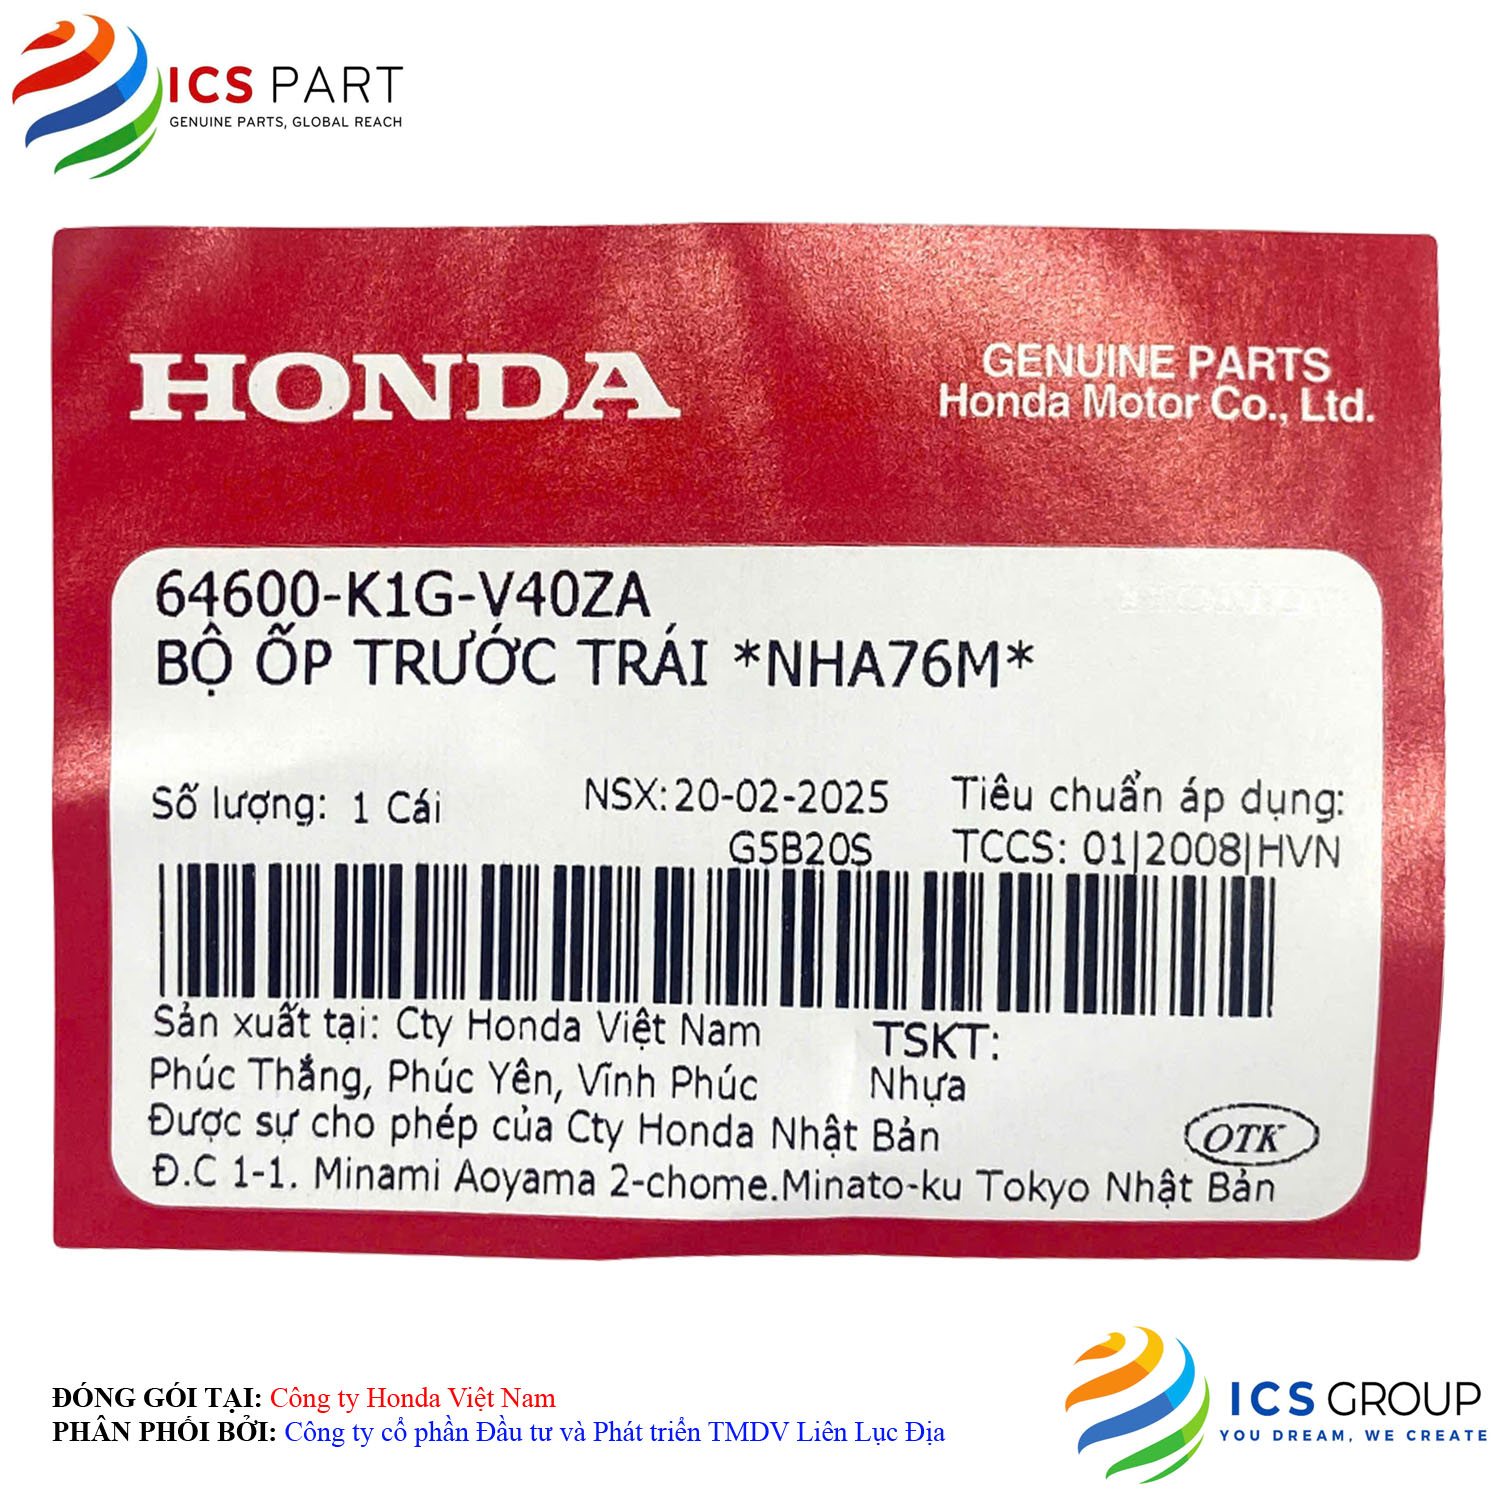 ICS PART
GENUINE PARTS, GLOBAL REACH
HONDA
GENUINE PARTS
Honda Motor Co., Ltd.
64600-K1G-V40ZA
BỘ ỐP TRƯỚC TRÁI *NHA76M*
Số lượng: 1 Cái
NSX: 20-02-2025
G5B20S
Tiêu chuẩn áp dụng:
TCCS: 01|2008|HVN
Sản xuất tại: Cty Honda Việt Nam
Phúc Thắng, Phúc Yên, Vĩnh Phúc
TSKT:
Nhựa
Được sự cho phép của Cty Honda Nhật Bản
OTK
Đ.C 1-1. Minami Aoyama 2-chome.Minato-ku Tokyo Nhật Bản
ĐÓNG GÓI TẠI: Công ty Honda Việt Nam
PHÂN PHỐI BỞI: Công ty cổ phần Đầu tư và Phát triển TMDV Liên Lục Địa
ICS GROUP
YOU DREAM, WE CREATE